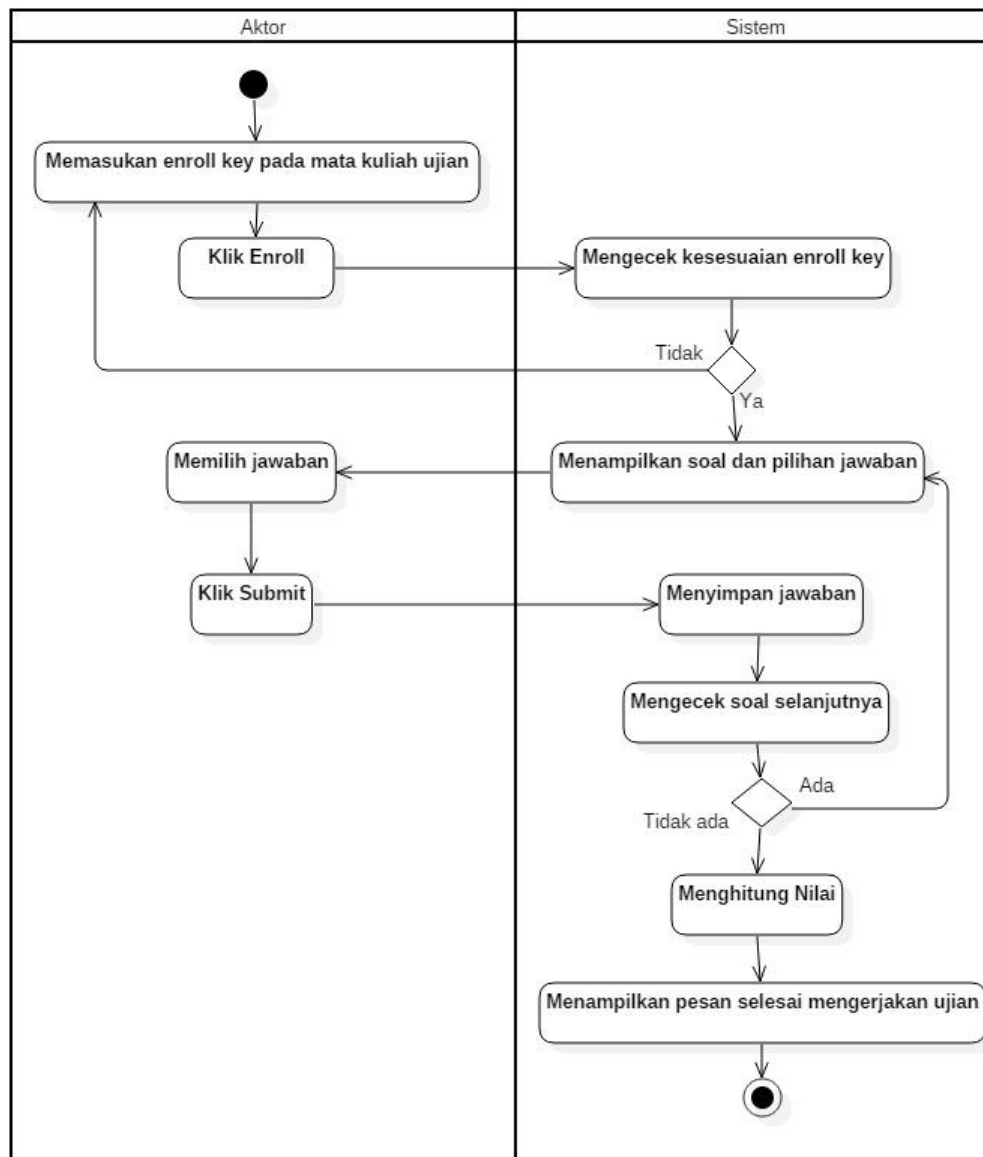 Aktor
Sistem
Memasukan enroll key pada mata kuliah ujian
Klik Enroll
Mengecek kesesuaian enroll key
Tidak
Ya
Memilih jawaban
Menampilkan soal dan pilihan jawaban
Klik Submit
Menyimpan jawaban
Mengecek soal selanjutnya
Ada
Tidak ada
Menghitung Nilai
Menampilkan pesan selesai mengerjakan ujian